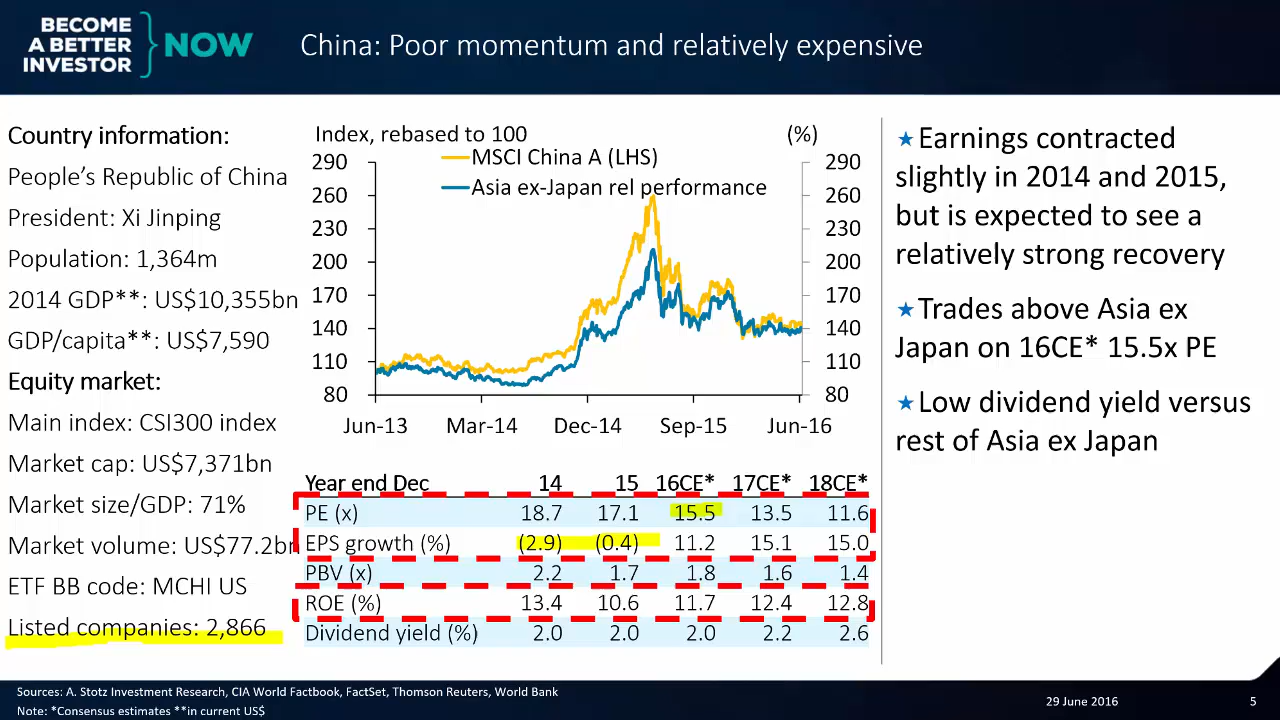 BECOME
A BETTER
INVESTOR
NOW
China: Poor momentum and relatively expensive
Country information:
People’s Republic of China
President: Xi Jinping
Population: 1,364m
2014 GDP**: US$10,355bn
GDP/capita**: US$7,590
Equity market:
Main index: CSI300 index
Market cap: US$7,371bn
Market size/GDP: 71%
Market volume: US$77.2bn
ETF BB code: MCHI US
Listed companies: 2,866
Index, rebased to 100 (%)
MSCI China A (LHS)
Asia ex-Japan rel performance
290 290
260 260
230 230
200 200
170 170
140 140
110 110
80 80
Jun-13 Mar-14 Dec-14 Sep-15 Jun-16
Year end Dec 14 15 16CE* 17CE* 18CE*
PE (x) 18.7 17.1 15.5 13.5 11.6
EPS growth (%) (2.9) (0.4) 11.2 15.1 15.0
PBV (x) 2.2 1.7 1.8 1.6 1.4
ROE (%) 13.4 10.6 11.7 12.4 12.8
Dividend yield (%) 2.0 2.0 2.0 2.2 2.6
★Earnings contracted
slightly in 2014 and 2015,
but is expected to see a
relatively strong recovery
★Trades above Asia ex
Japan on 16CE* 15.5x PE
★Low dividend yield versus
rest of Asia ex Japan
Sources: A. Stotz Investment Research, CIA World Factbook, FactSet, Thomson Reuters, World Bank
Note: *Consensus estimates **in current US$
29 June 2016
5